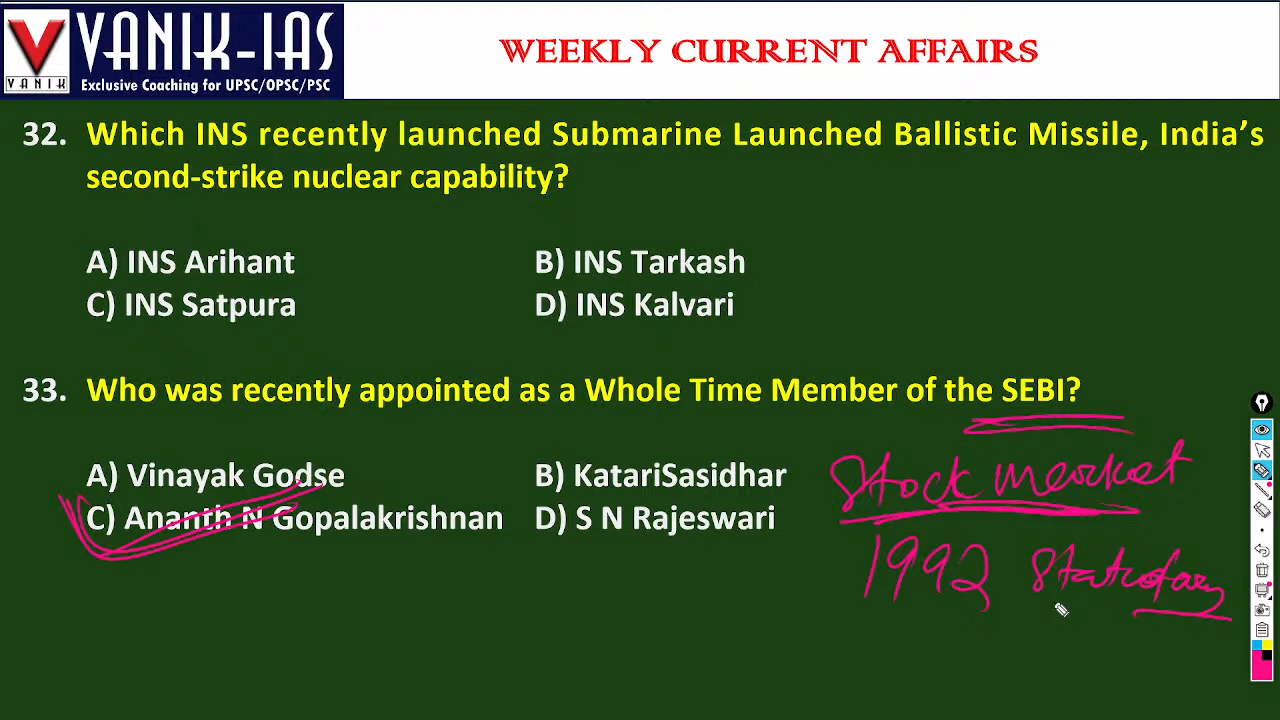 VANIK-IAS
VANIK
Exclusive Coaching for UPSC/OPSC/PSC
WEEKLY CURRENT AFFAIRS
32. Which INS recently launched Submarine Launched Ballistic Missile, India's
second-strike nuclear capability?
A) INS Arihant B) INS Tarkash
C) INS Satpura D) INS Kalvari
33. Who was recently appointed as a Whole Time Member of the SEBI?
A) Vinayak Godse B) KatariSasidhar
C) Ananth N Gopalakrishnan D) S N Rajeswari
Stock market
1992 Statutory